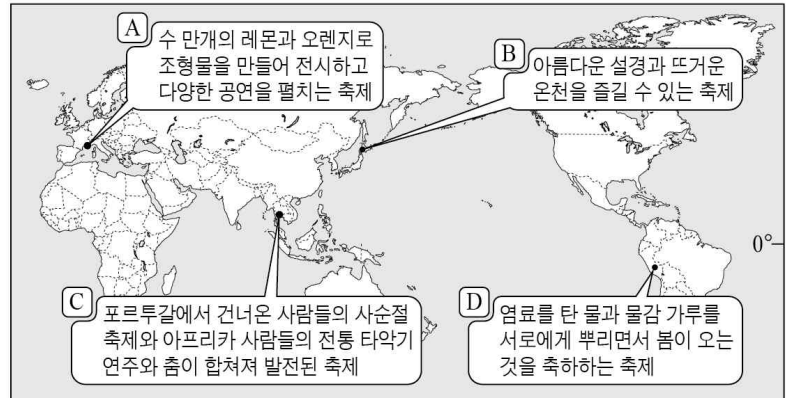 A
수 만개의 레몬과 오렌지로
조형물을 만들어 전시하고
다양한 공연을 펼치는 축제
B
아름다운 설경과 뜨거운
온천을 즐길 수 있는 축제
0°
C
포르투갈에서 건너온 사람들의 사순절
축제와 아프리카 사람들의 전통 타악기
연주와 춤이 합쳐져 발전된 축제
D
염료를 탄 물과 물감 가루를
서로에게 뿌리면서 봄이 오는
것을 축하하는 축제